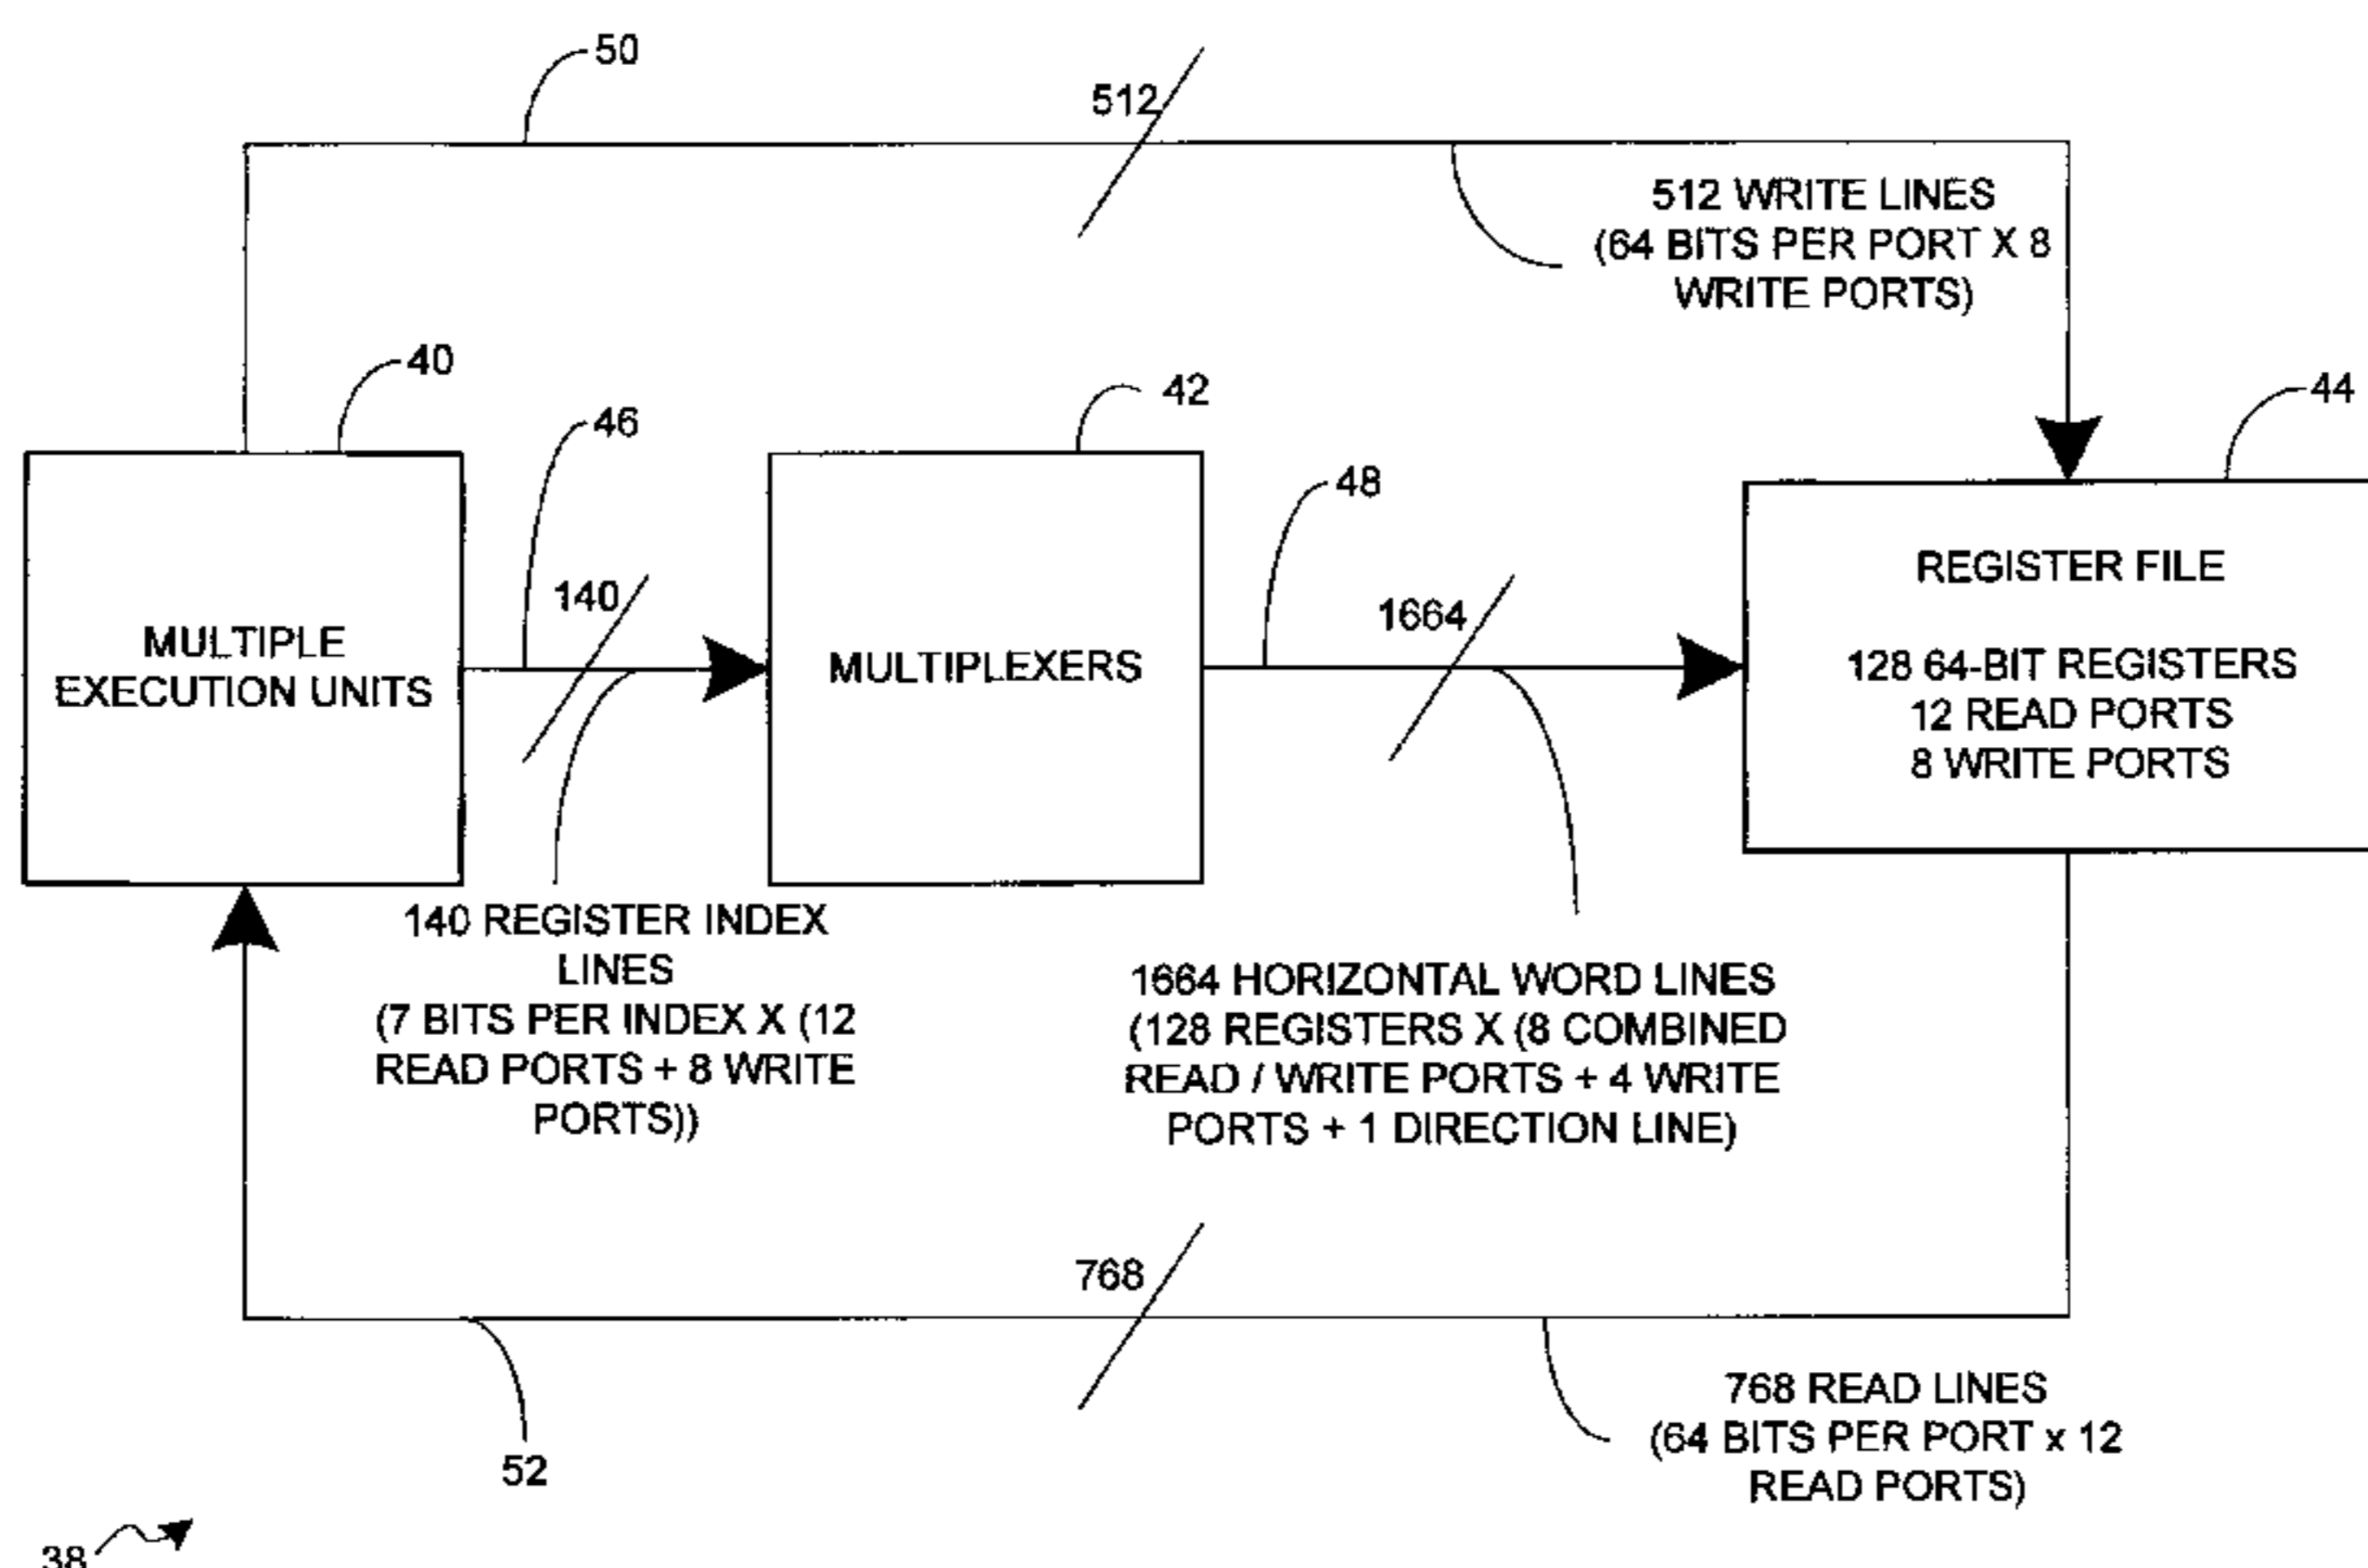 50
512
512 WRITE LINES
(64 BITS PER PORT X 8
WRITE PORTS)
40
42
44
46
48
140
1664
MULTIPLE
EXECUTION UNITS
MULTIPLEXERS
REGISTER FILE
128 64-BIT REGISTERS
12 READ PORTS
8 WRITE PORTS
140 REGISTER INDEX
LINES
(7 BITS PER INDEX X (12
READ PORTS + 8 WRITE
PORTS))
1664 HORIZONTAL WORD LINES
(128 REGISTERS X (8 COMBINED
READ / WRITE PORTS + 4 WRITE
PORTS + 1 DIRECTION LINE)
768
768 READ LINES
(64 BITS PER PORT x 12
READ PORTS)
52
38